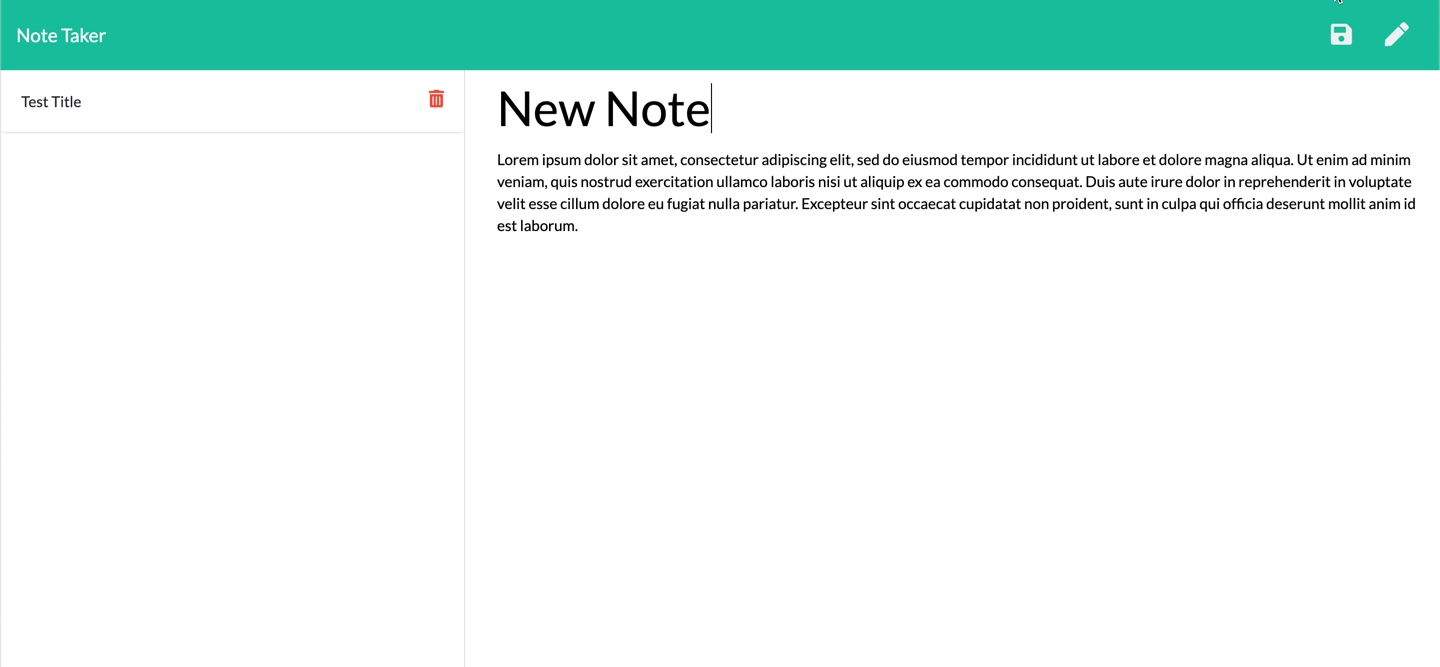 Note Taker
Test Title
New Note
Lorem ipsum dolor sit amet, consectetur adipiscing elit, sed do eiusmod tempor incididunt ut labore et dolore magna aliqua. Ut enim ad minim
veniam, quis nostrud exercitation ullamco laboris nisi ut aliquip ex ea commodo consequat. Duis aute irure dolor in reprehenderit in voluptate
velit esse cillum dolore eu fugiat nulla pariatur. Excepteur sint occaecat cupidatat non proident, sunt in culpa qui officia deserunt mollit anim id
est laborum.